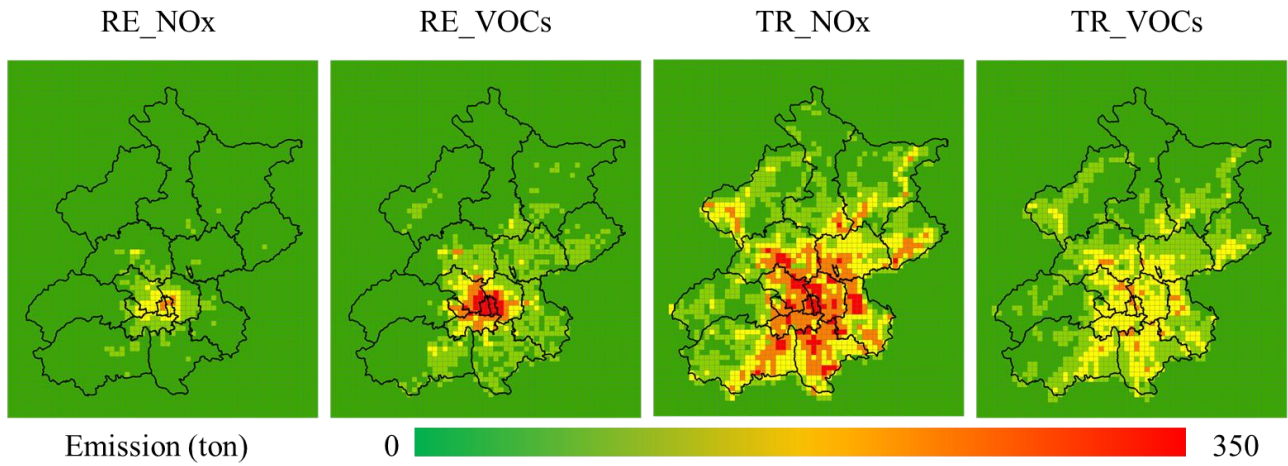 RE_NOx RE_VOCs TR_NOx TR_VOCs
Emission (ton) 0 350